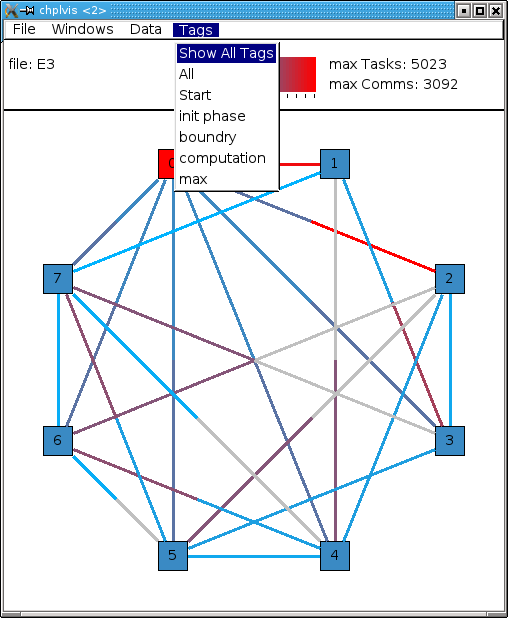 chplvis <2>
File Windows Data Tags
file: E3
Show All Tags
All
Start
init phase
boundry
computation
max
max Tasks: 5023
max Comms: 3092
1
7
2
6
3
5
4